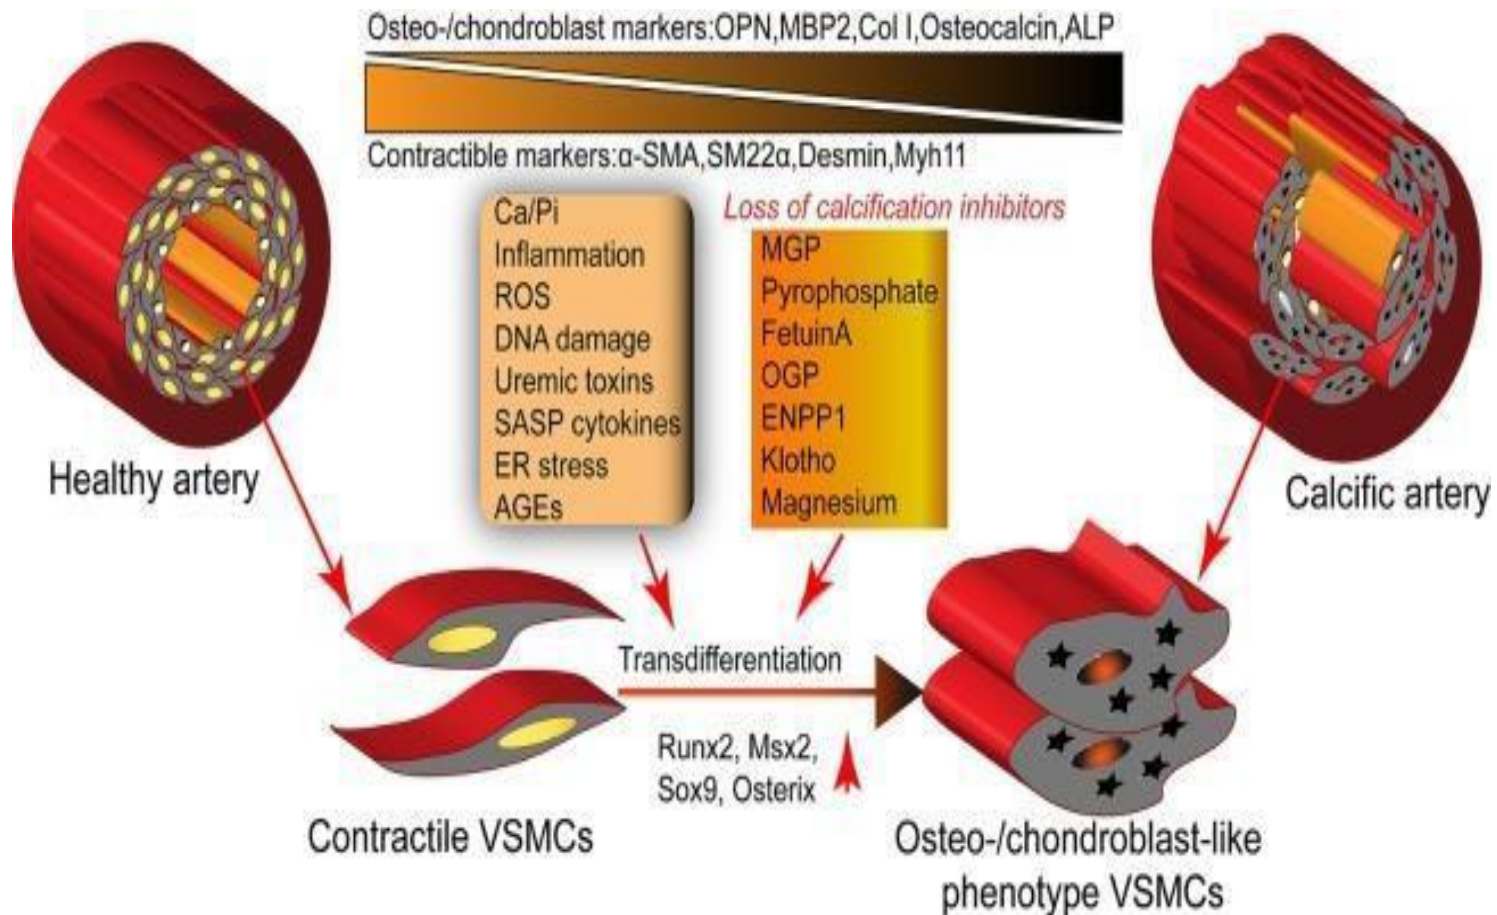 Osteo-/chondroblast markers:OPN,MBP2,Col I,Osteocalcin,ALP
Contractible markers:α-SMA,SM22α,Desmin,Myh11
Ca/Pi
Inflammation
ROS
DNA damage
Uremic toxins
SASP cytokines
ER stress
AGEs
Loss of calcification inhibitors
MGP
Pyrophosphate
FetuinA
OGP
ENPP1
Klotho
Magnesium
Healthy artery
Calcific artery
Transdifferentiation
Runx2, Msx2,
Sox9, Osterix
Contractile VSMCs
Osteo-/chondroblast-like
phenotype VSMCs